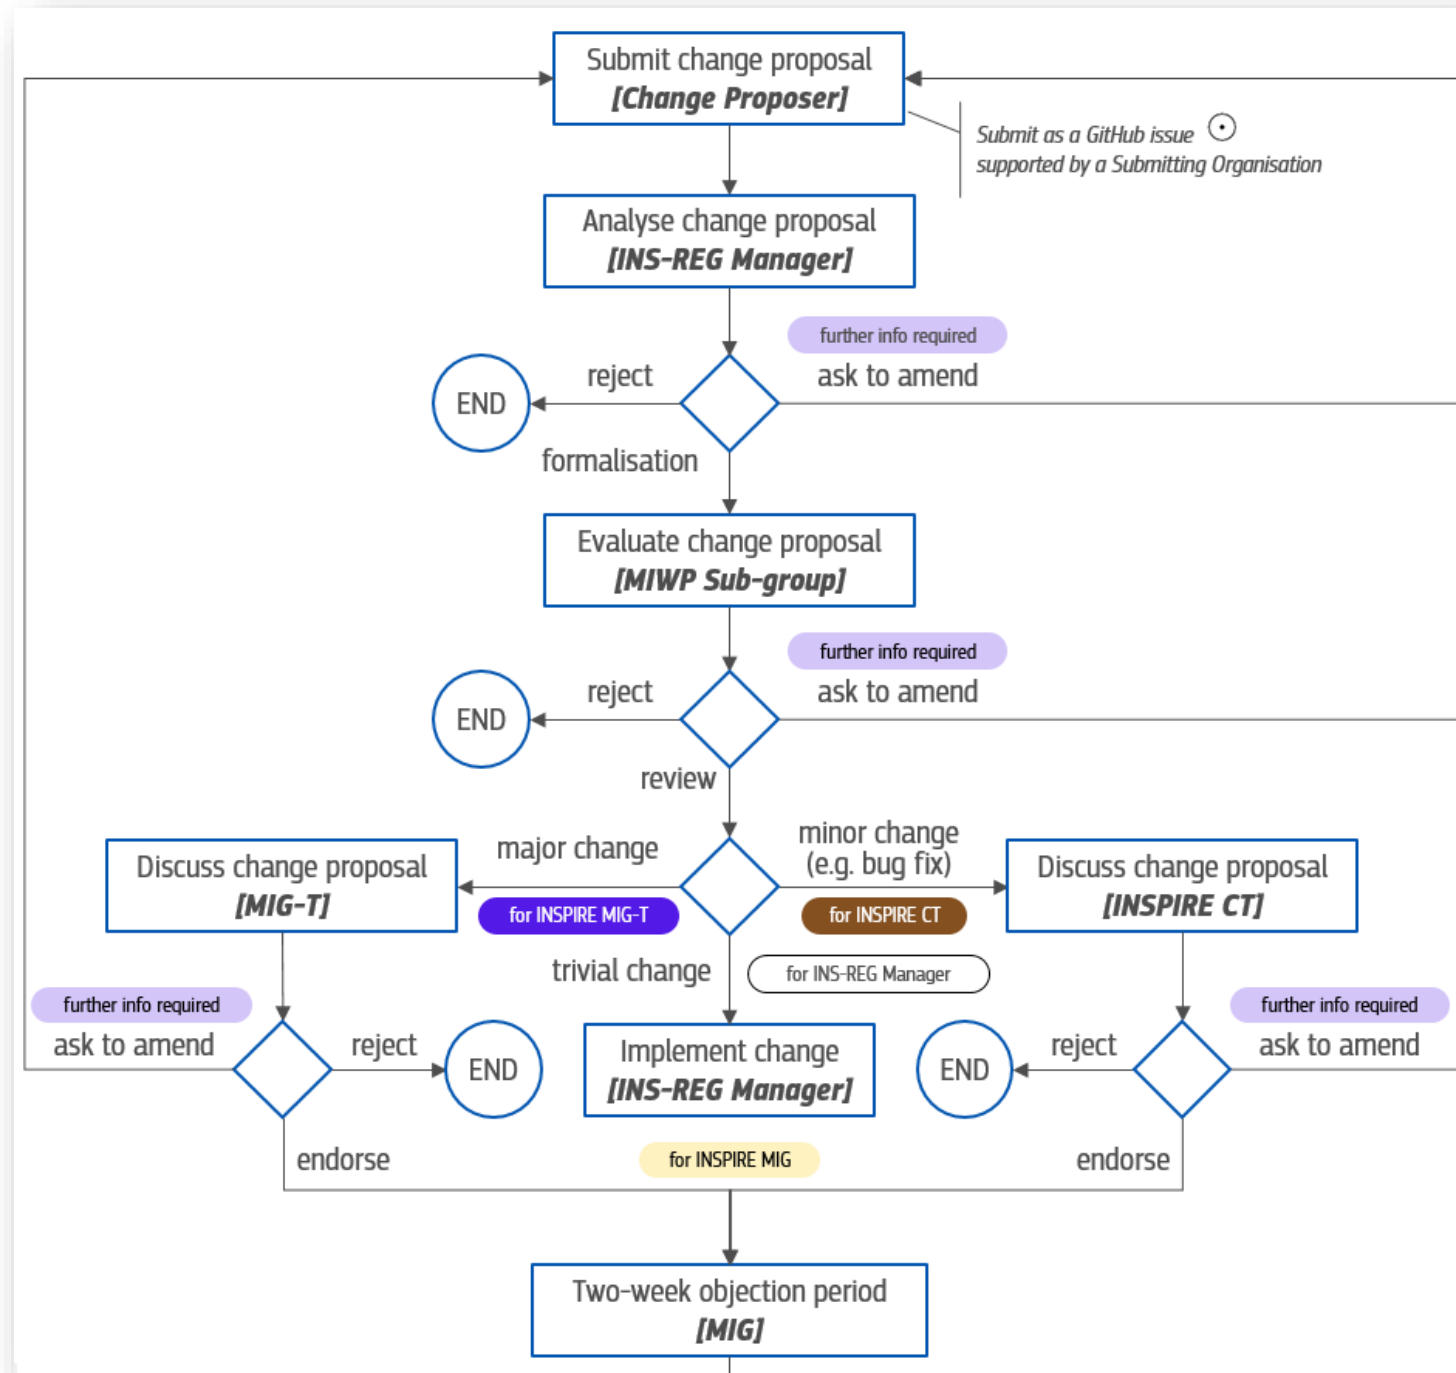 Submit change proposal
[Change Proposer]
Submit as a GitHub issue
supported by a Submitting Organisation
Analyse change proposal
[INS-REG Manager]
further info required
reject
ask to amend
END
formalisation
Evaluate change proposal
[MIWP Sub-group]
further info required
reject
ask to amend
END
review
major change
minor change
(e.g. bug fix)
Discuss change proposal
[MIG-T]
Discuss change proposal
[INSPIRE CT]
for INSPIRE MIG-T
for INSPIRE CT
trivial change
for INS-REG Manager
further info required
ask to amend
reject
END
Implement change
[INS-REG Manager]
END
reject
further info required
ask to amend
endorse
for INSPIRE MIG
endorse
Two-week objection period
[MIG]